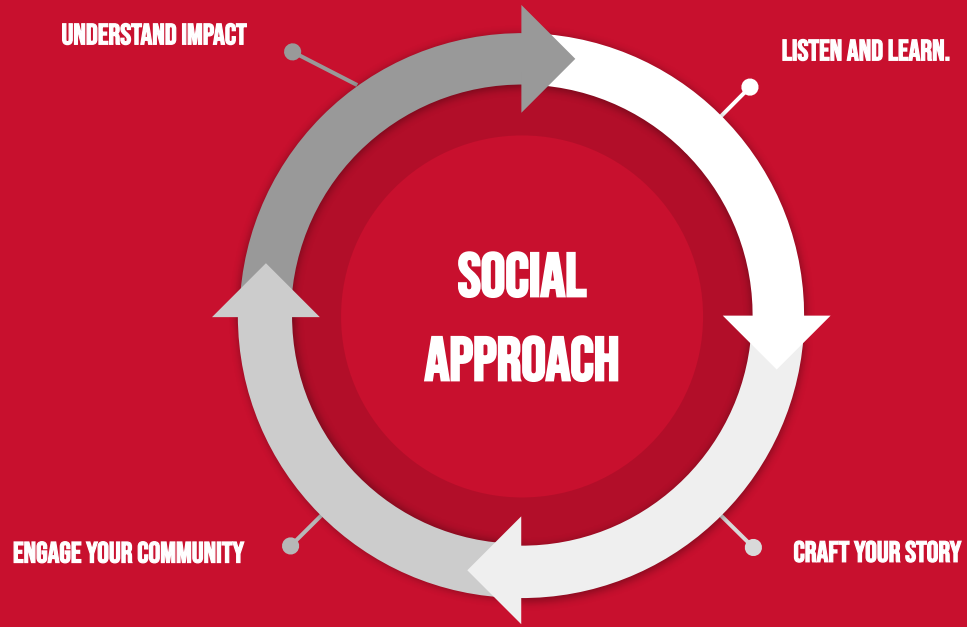 UNDERSTAND IMPACT
LISTEN AND LEARN.
SOCIAL
APPROACH
ENGAGE YOUR COMMUNITY
CRAFT YOUR STORY